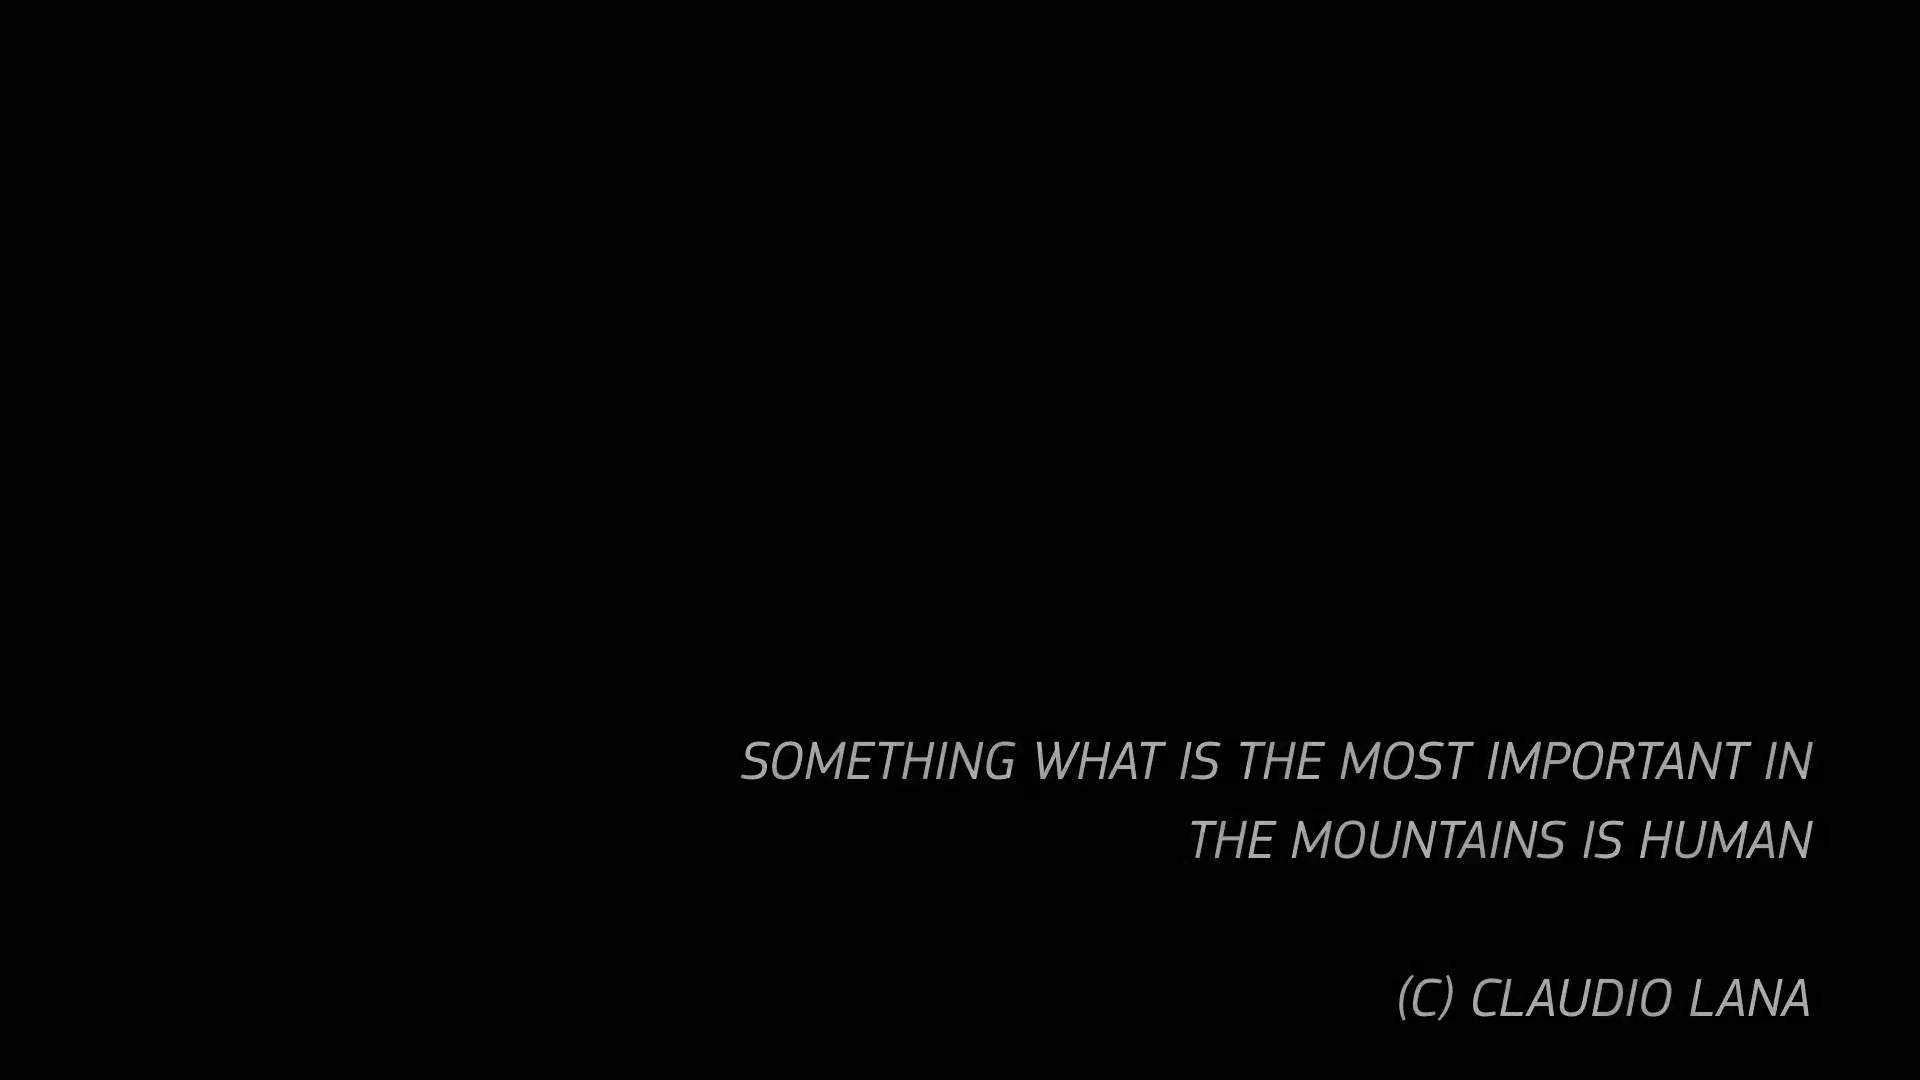 SOMETHING WHAT IS THE MOST IMPORTANT IN
THE MOUNTAINS IS HUMAN
(C) CLAUDIO LANA